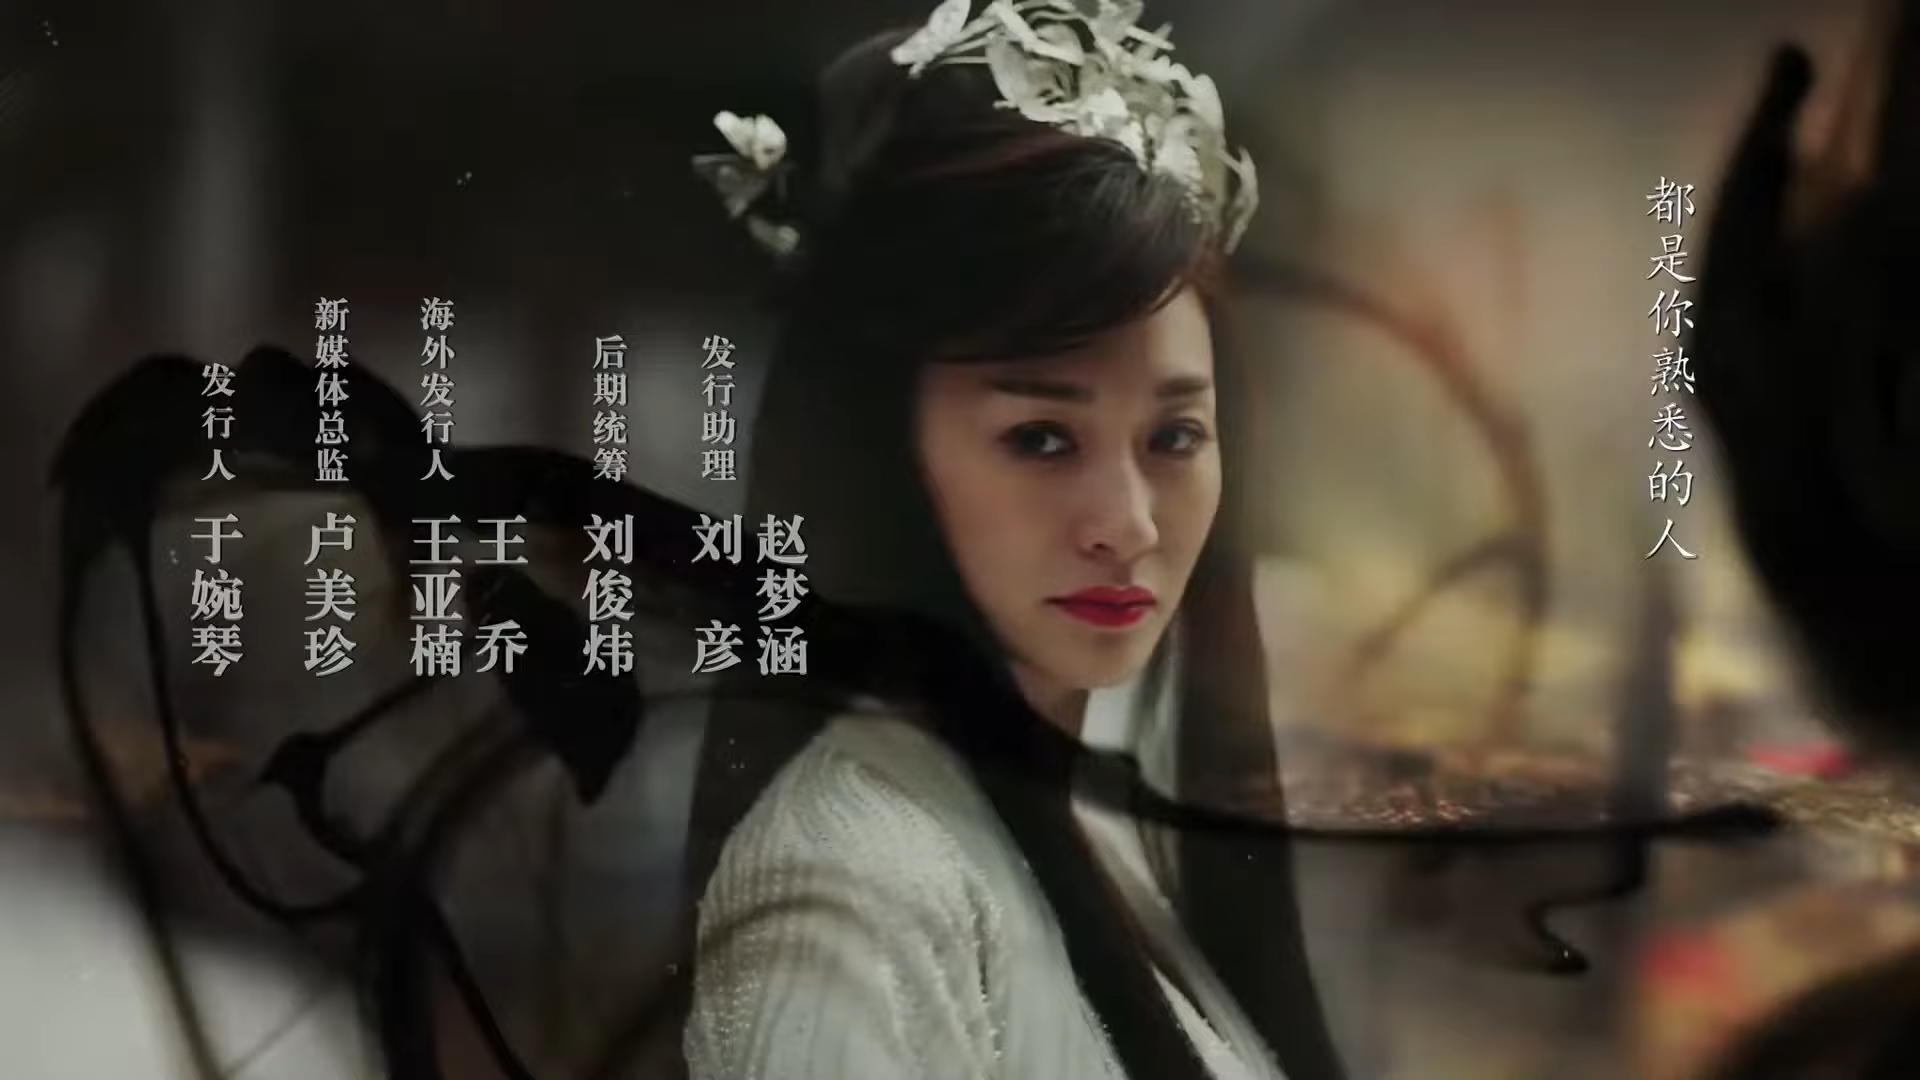 都是你熟悉的人
发行人
于婉琴
新媒体总监
卢美珍
海外发行人
王亚楠
王乔
后期统筹
刘俊炜
发行助理
刘彦
赵梦涵